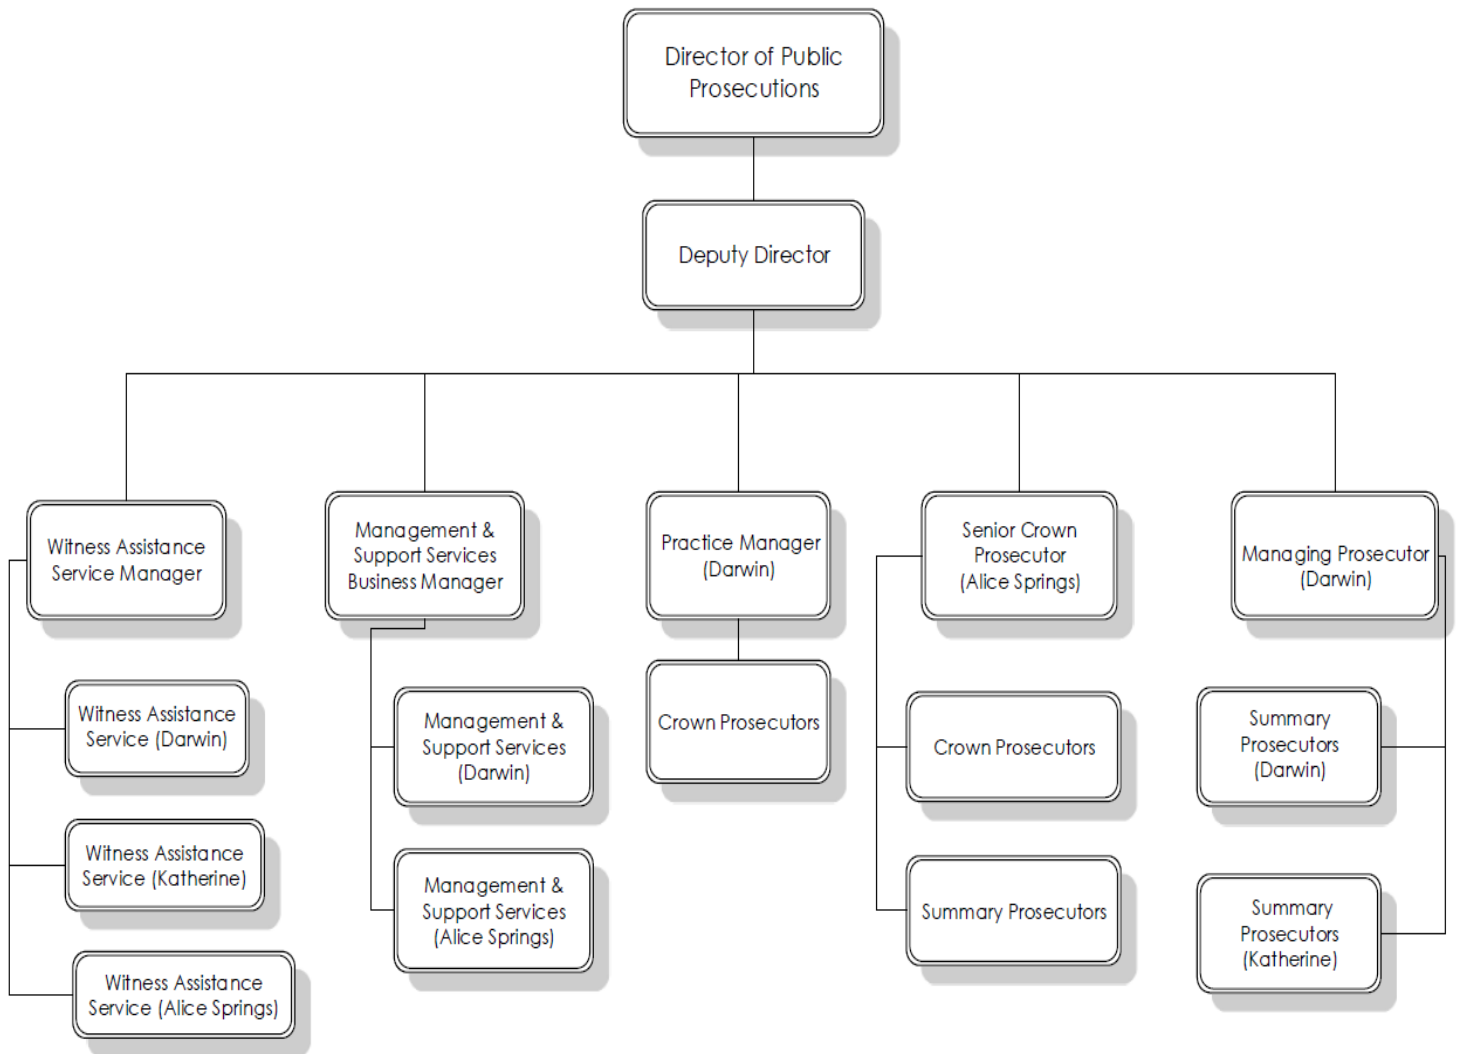 Director of Public
Prosecutions
Deputy Director
Witness Assistance
Service Manager
Management &
Support Services
Business Manager
Practice Manager
(Darwin)
Senior Crown
Prosecutor
(Alice Springs)
Managing Prosecutor
(Darwin)
Witness Assistance
Service (Darwin)
Witness Assistance
Service (Katherine)
Witness Assistance
Service (Alice Springs)
Management &
Support Services
(Darwin)
Management &
Support Services
(Alice Springs)
Crown Prosecutors
Crown Prosecutors
Summary Prosecutors
Summary
Prosecutors
(Darwin)
Summary
Prosecutors
(Katherine)